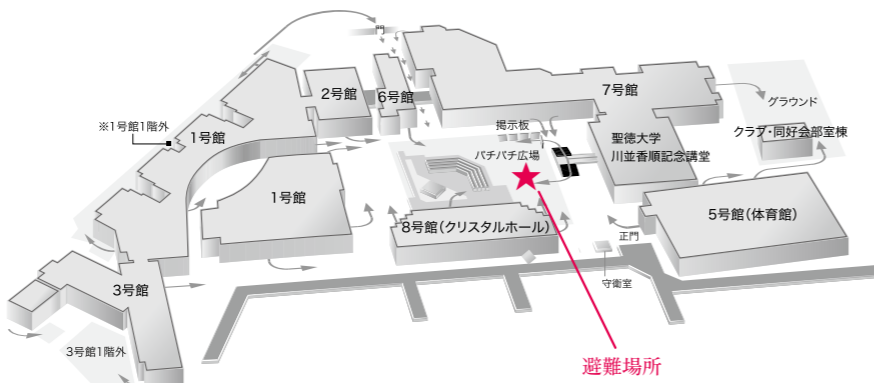 2号館
6号館
7号館
グラウンド
※1号館1階外
1号館
掲示板
聖徳大学
川並香順記念講堂
クラブ・同好会部室棟
パチパチ広場
1号館
8号館(クリスタルホール)
5号館(体育館)
正門
守衛室
3号館
3号館1階外
避難場所